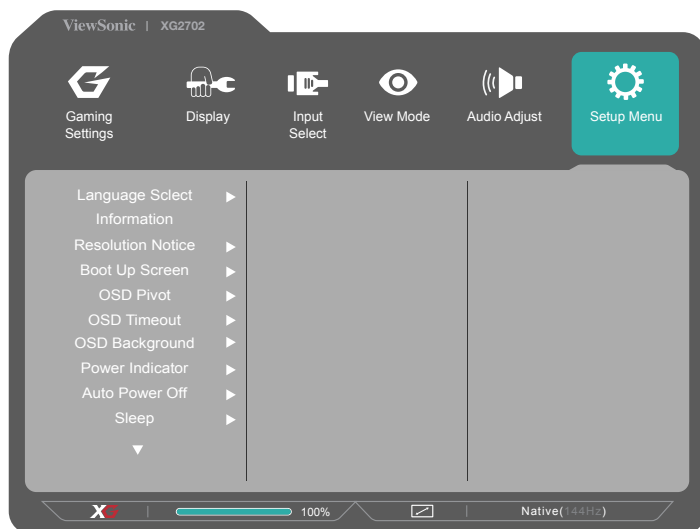 ViewSonic | XG2702
Gaming
Settings
Display
Input
Select
View Mode
Audio Adjust
Setup Menu
Language Sclect
Information
Resolution Notice
Boot Up Screen
OSD Pivot
OSD Timeout
OSD Background
Power Indicator
Auto Power Off
Sleep
XG | 100% | Native(144Hz)